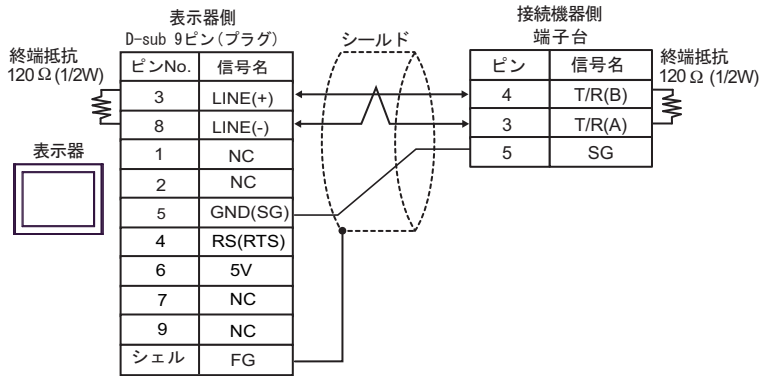 表示器側
D-sub 9ピン(プラグ)
シールド
接続機器側
端子台
終端抵抗
120Ω(1/2W)
ピンNo. 信号名
3 LINE(+)
8 LINE(-)
1 NC
2 NC
5 GND(SG)
4 RS(RTS)
6 5V
7 NC
9 NC
シェル FG
表示器
ピン 信号名
4 T/R(B)
3 T/R(A)
5 SG
終端抵抗
120Ω (1/2W)